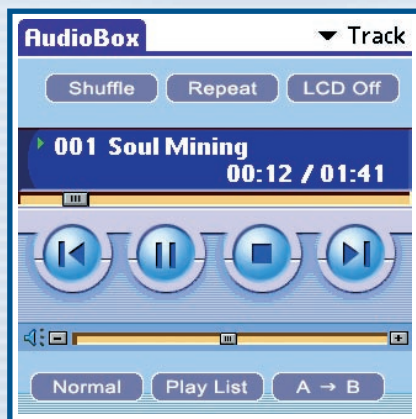 AudioBox
Track
Shuffle Repeat LCD Off
001 Soul Mining
00:12 / 01:41
Normal Play List A → B